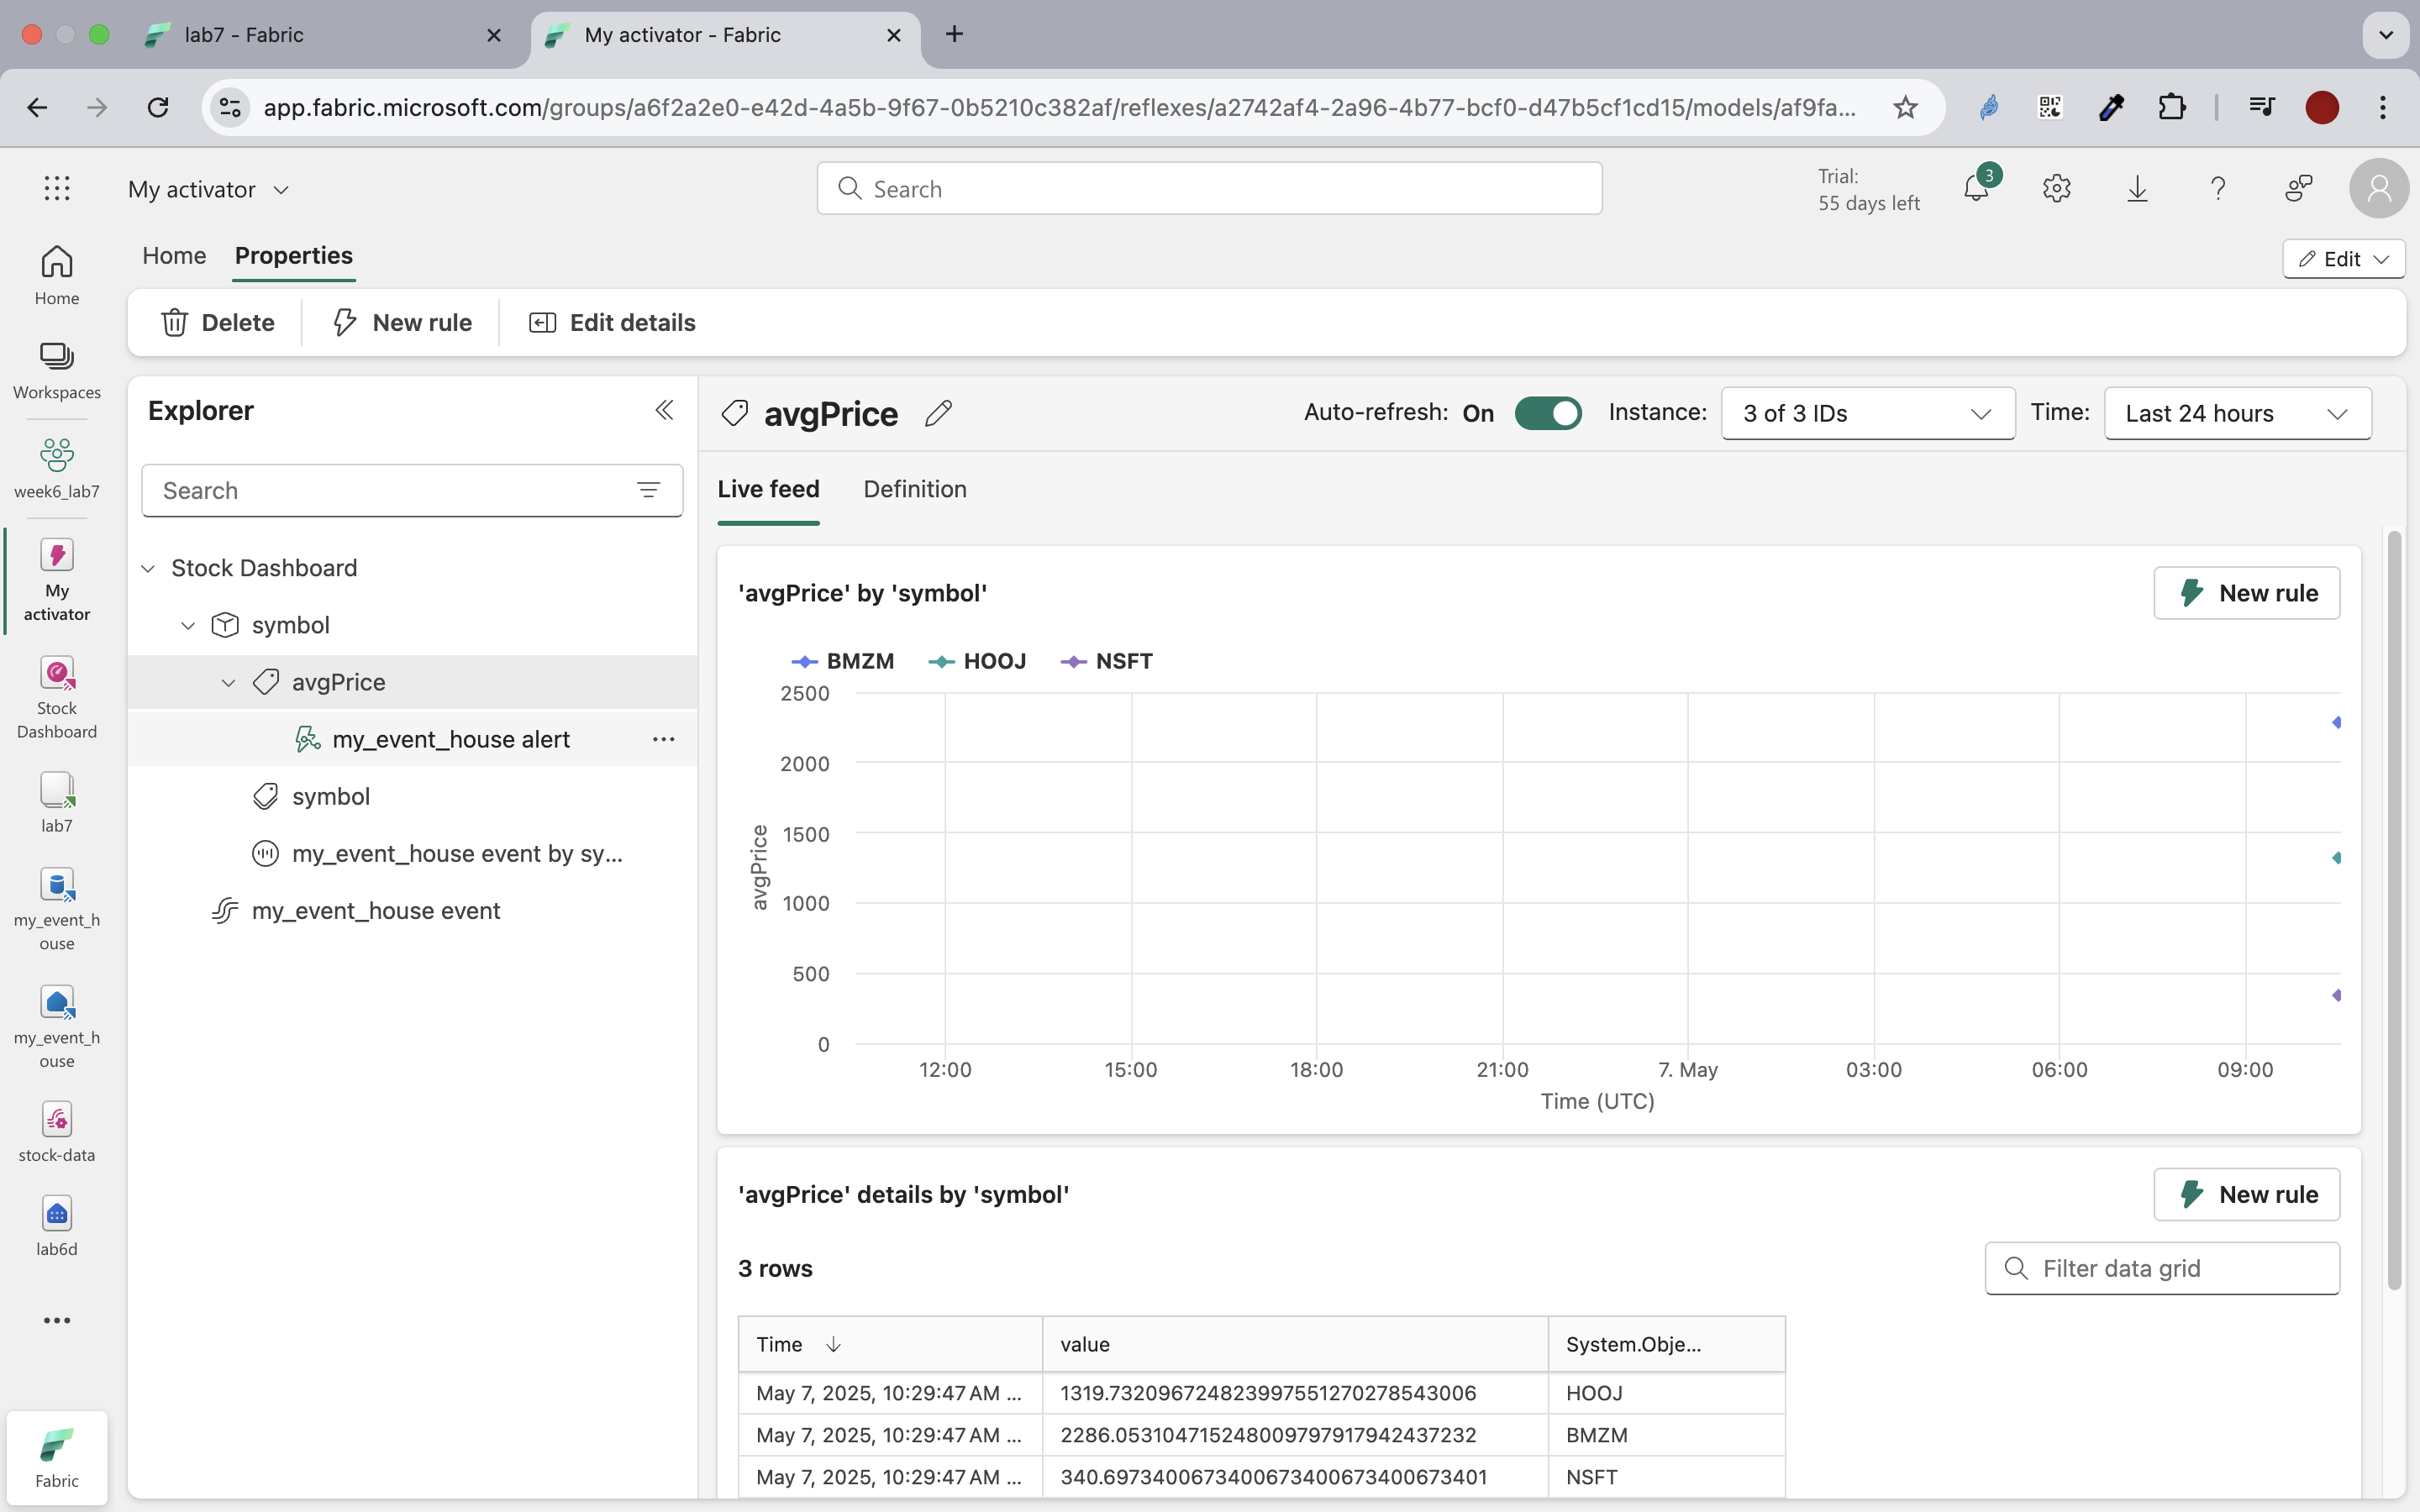 lab7 - Fabric
My activator - Fabric
app.fabric.microsoft.com/groups/a6f2a2e0-e42d-4a5b-9f67-0b5210c382af/reflexes/a2742af4-2a96-4b77-bcf0-d47b5cf1cd15/models/af9fa...
My activator
Search
Trial:
55 days left
3
Home
Properties
Edit
Delete
New rule
Edit details
Home
Workspaces
week6_lab7
My
activator
Stock
Dashboard
lab7
my_event_h
ouse
my_event_h
ouse
stock-data
lab6d
Fabric
Explorer
Search
Stock Dashboard
symbol
avgPrice
my_event_house alert
symbol
my_event_house event by sy...
my_event_house event
avgPrice
Auto-refresh: On
Instance:
3 of 3 IDs
Time:
Last 24 hours
Live feed
Definition
'avgPrice' by 'symbol'
New rule
BMZM
HOOJ
NSFT
2500
2000
1500
1000
500
0
avgPrice
12:00
15:00
18:00
21:00
7. May
03:00
06:00
09:00
Time (UTC)
'avgPrice' details by 'symbol'
New rule
3 rows
Filter data grid
Time value System.Obje...
May 7, 2025, 10:29:47 AM ... 1319.7320967248239975512702785430​06 HOOJ
May 7, 2025, 10:29:47 AM ... 2286.053104715248009797917942437232 BMZM
May 7, 2025, 10:29:47 AM ... 340.69734006734006734006734006734​01 NSFT